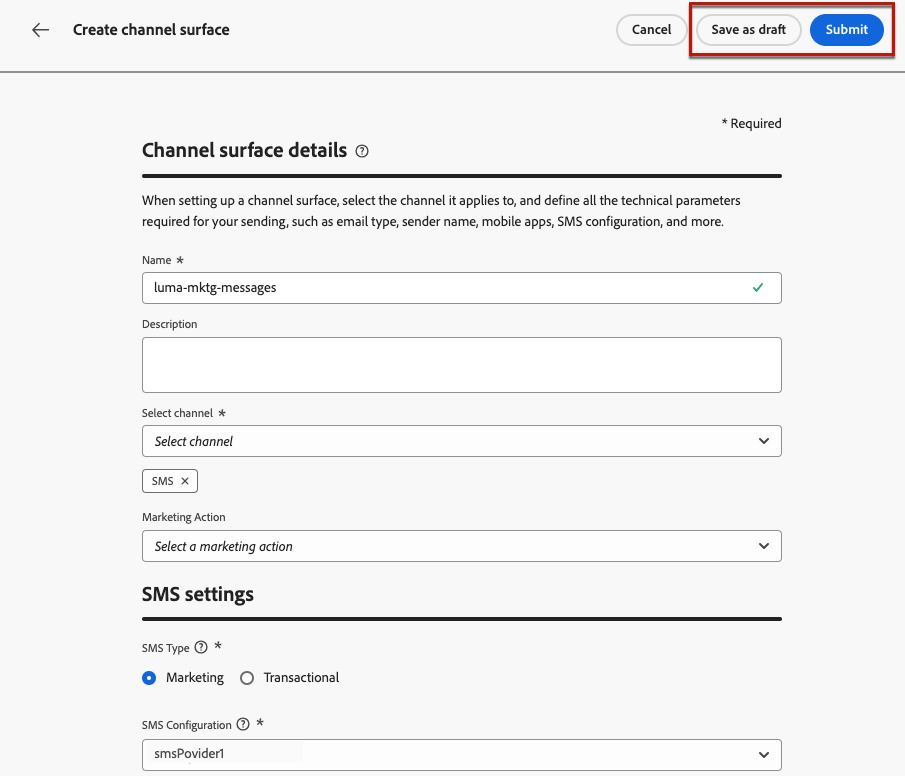 Create channel surface
Cancel
Save as draft
Submit
* Required
Channel surface details
When setting up a channel surface, select the channel it applies to, and define all the technical parameters
required for your sending, such as email type, sender name, mobile apps, SMS configuration, and more.
Name *
luma-mktg-messages
Description
Select channel *
Select channel
SMS
Marketing Action
Select a marketing action
SMS settings
SMS Type *
Marketing
Transactional
SMS Configuration *
smsPovider1